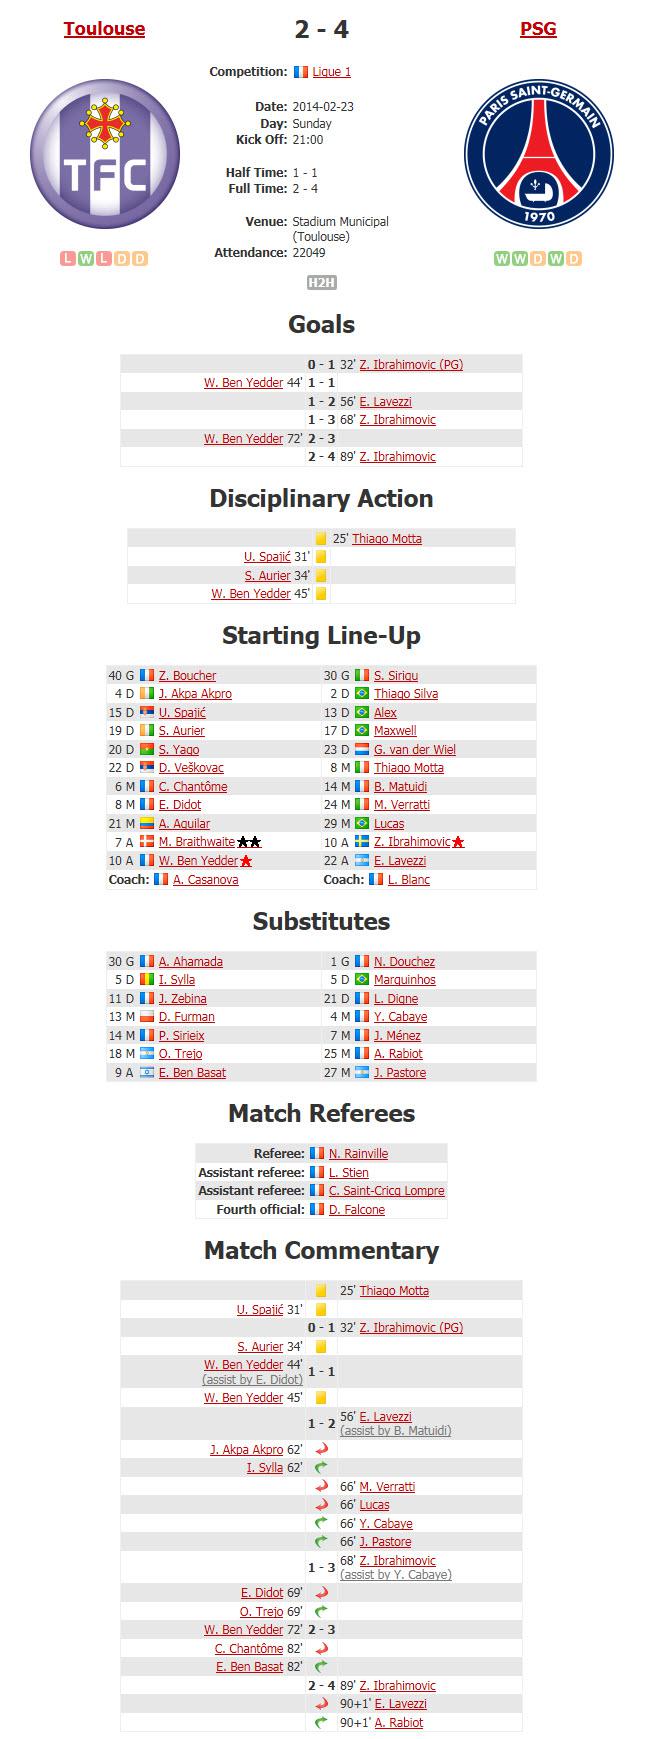 Toulouse 2 - 4 PSG
Competition: Ligue 1
Date: 2014-02-23
Day: Sunday
Kick Off: 21:00
Half Time: 1 - 1
Full Time: 2 - 4
Venue: Stadium Municipal
(Toulouse)
Attendance: 22049
TFC
PARIS SAINT-GERMAIN
1970
L W L D D
W W D W D
H2H
Goals
0 - 1 32' Z. Ibrahimovic (PG)
W. Ben Yedder 44' 1 - 1
1 - 2 56' E. Lavezzi
1 - 3 68' Z. Ibrahimovic
W. Ben Yedder 72' 2 - 3
2 - 4 89' Z. Ibrahimovic
Disciplinary Action
25' Thiago Motta
U. Spajić 31'
S. Aurier 34'
W. Ben Yedder 45'
Starting Line-Up
40 G Z. Boucher 30 G S. Sirigu
4 D J. Akpa Akpro 2 D Thiago Silva
15 D U. Spajić 13 D Alex
19 D S. Aurier 17 D Maxwell
20 D S. Yago 23 D G. van der Wiel
22 D D. Veškovac 8 M Thiago Motta
6 M C. Chantôme 14 M B. Matuidi
8 M E. Didot 24 M M. Verratti
21 M A. Aguilar 29 M Lucas
7 A M. Braithwaite 10 A Z. Ibrahimovic
10 A W. Ben Yedder 22 A E. Lavezzi
Coach: A. Casanova Coach: L. Blanc
Substitutes
30 G A. Ahamada 1 G N. Douchez
5 D I. Sylla 5 D Marquinhos
11 D J. Zebina 21 D L. Digne
13 M D. Furman 4 M Y. Cabaye
14 M P. Sirieix 7 M J. Ménez
18 M O. Trejo 25 M A. Rabiot
9 A E. Ben Basat 27 M J. Pastore
Match Referees
Referee: N. Rainville
Assistant referee: L. Stien
Assistant referee: C. Saint-Cricq Lompre
Fourth official: D. Falcone
Match Commentary
25' Thiago Motta
U. Spajić 31'
0 - 1 32' Z. Ibrahimovic (PG)
S. Aurier 34'
W. Ben Yedder 44' 1 - 1
(assist by E. Didot)
W. Ben Yedder 45'
1 - 2 56' E. Lavezzi
(assist by B. Matuidi)
J. Akpa Akpro 62'
I. Sylla 62'
66' M. Verratti
66' Lucas
66' Y. Cabaye
66' J. Pastore
1 - 3 68' Z. Ibrahimovic
(assist by Y. Cabaye)
E. Didot 69'
O. Trejo 69'
W. Ben Yedder 72' 2 - 3
C. Chantôme 82'
E. Ben Basat 82'
2 - 4 89' Z. Ibrahimovic
90+1' E. Lavezzi
90+1' A. Rabiot